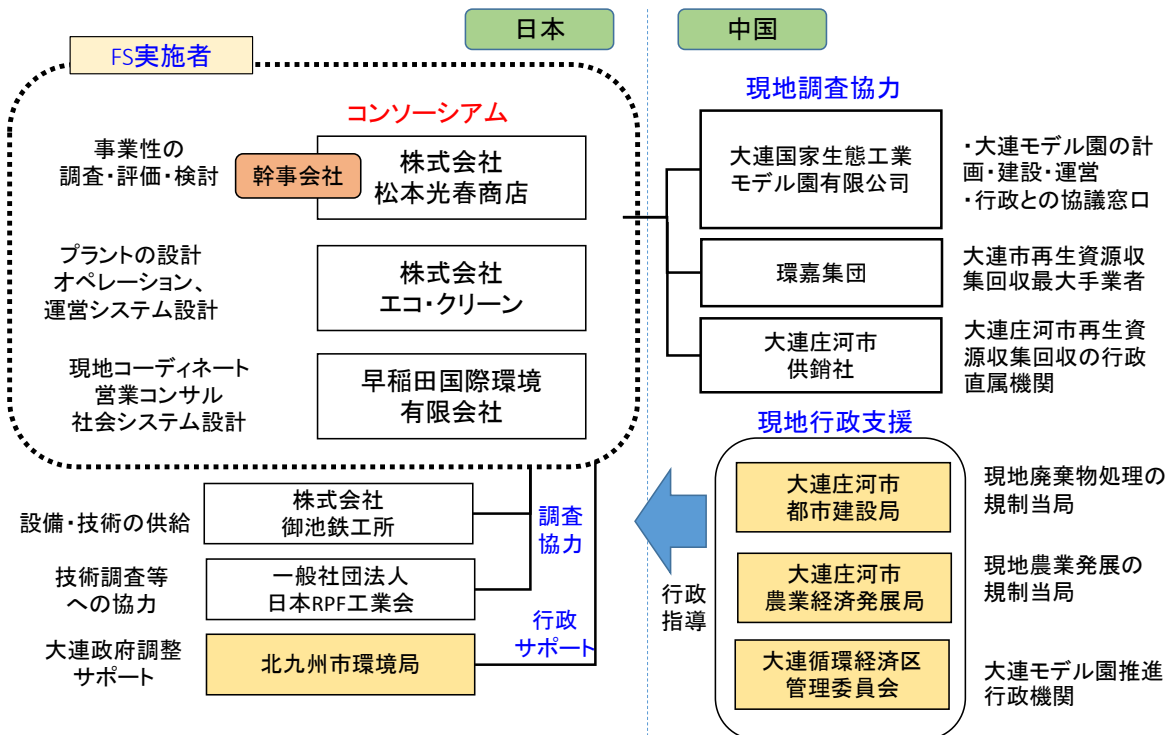 日本
中国
FS実施者
コンソーシアム
事業性の
調査・評価・検討
幹事会社
株式会社
松本光春商店
プラントの設計
オペレーション、
運営システム設計
株式会社
エコ・クリーン
現地コーディネート
営業コンサル
社会システム設計
早稲田国際環境
有限会社
設備・技術の供給
株式会社
御池鉄工所
調査
協力
技術調査等
への協力
一般社団法人
日本RPF工業会
行政
サポート
大連政府調整
サポート
北九州市環境局
現地調査協力
大連国家生態工業
モデル園有限公司
・大連モデル園の計
画・建設・運営
・行政との協議窓口
環嘉集団
大連市再生資源収
集回収最大手業者
大連庄河市
供銷社
大連庄河市再生資
源収集回収の行政
直属機関
現地行政支援
行政
指導
大連庄河市
都市建設局
現地廃棄物処理の
規制当局
大連庄河市
農業経済発展局
現地農業発展の
規制当局
大連循環経済区
管理委員会
大連モデル園推進
行政機関